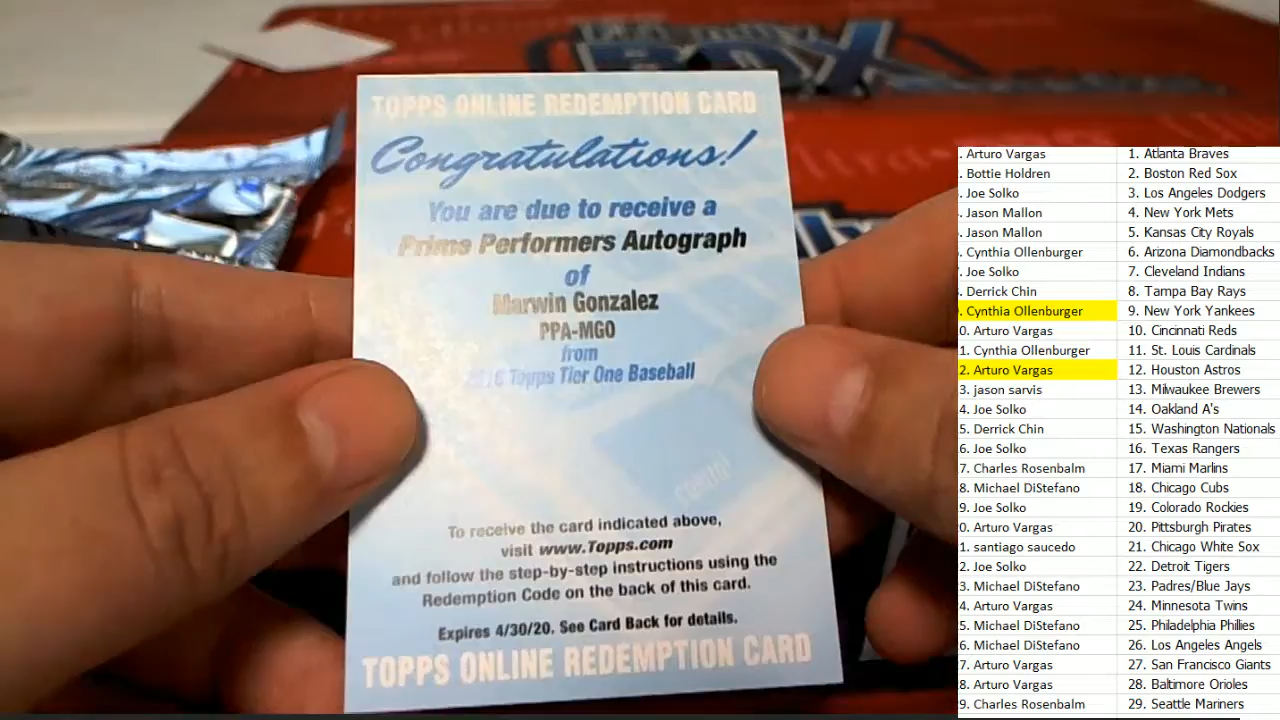 TOPPS ONLINE REDEMPTION CARD
Congratulations!
You are due to receive a
Prime Performers Autograph
of
Marwin Gonzalez
PPA-MGO
from
Topps Tier One Baseball
To receive the card indicated above,
visit www.Topps.com
and follow the step-by-step instructions using the
Redemption Code on the back of this card.
Expires 4/30/20. See Card Back for details.
TOPPS ONLINE REDEMPTION CARD
BOX
. Arturo Vargas 1. Atlanta Braves
. Bottie Holdren 2. Boston Red Sox
. Joe Solko 3. Los Angeles Dodgers
. Jason Mallon 4. New York Mets
. Jason Mallon 5. Kansas City Royals
. Cynthia Ollenburger 6. Arizona Diamondbacks
. Joe Solko 7. Cleveland Indians
. Derrick Chin 8. Tampa Bay Rays
. Cynthia Ollenburger 9. New York Yankees
0. Arturo Vargas 10. Cincinnati Reds
1. Cynthia Ollenburger 11. St. Louis Cardinals
2. Arturo Vargas 12. Houston Astros
3. jason sarvis 13. Milwaukee Brewers
4. Joe Solko 14. Oakland A's
5. Derrick Chin 15. Washington Nationals
6. Joe Solko 16. Texas Rangers
7. Charles Rosenbalm 17. Miami Marlins
8. Michael DiStefano 18. Chicago Cubs
9. Joe Solko 19. Colorado Rockies
0. Arturo Vargas 20. Pittsburgh Pirates
1. santiago saucedo 21. Chicago White Sox
2. Joe Solko 22. Detroit Tigers
3. Michael DiStefano 23. Padres/Blue Jays
4. Arturo Vargas 24. Minnesota Twins
5. Michael DiStefano 25. Philadelphia Phillies
6. Michael DiStefano 26. Los Angeles Angels
7. Arturo Vargas 27. San Francisco Giants
8. Arturo Vargas 28. Baltimore Orioles
9. Charles Rosenbalm 29. Seattle Mariners